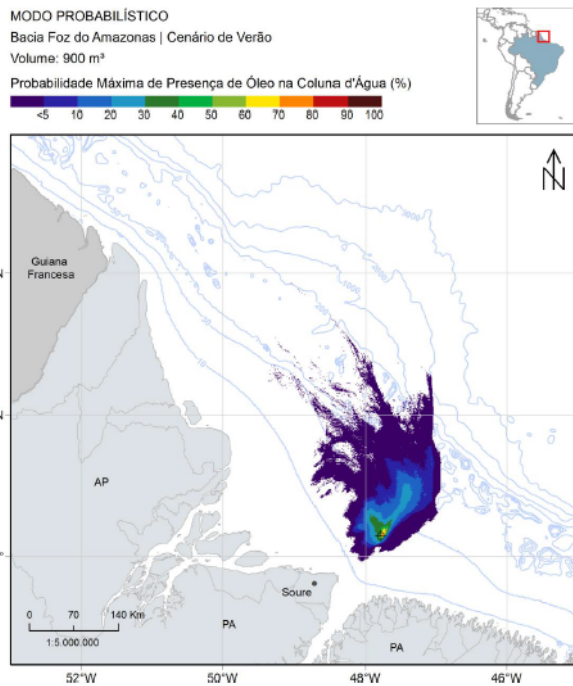 MODO PROBABILÍSTICO
Bacia Foz do Amazonas | Cenário de Verão
Volume: 900 m³
Probabilidade Máxima de Presença de Óleo na Coluna d'Água (%)
<5 10 20 30 40 50 60 70 80 90 100
N
Guiana
Francesa
AP
Soure
PA
PA
0 70 140 Km
1:5.000.000
52°W 50°W 48°W 46°W